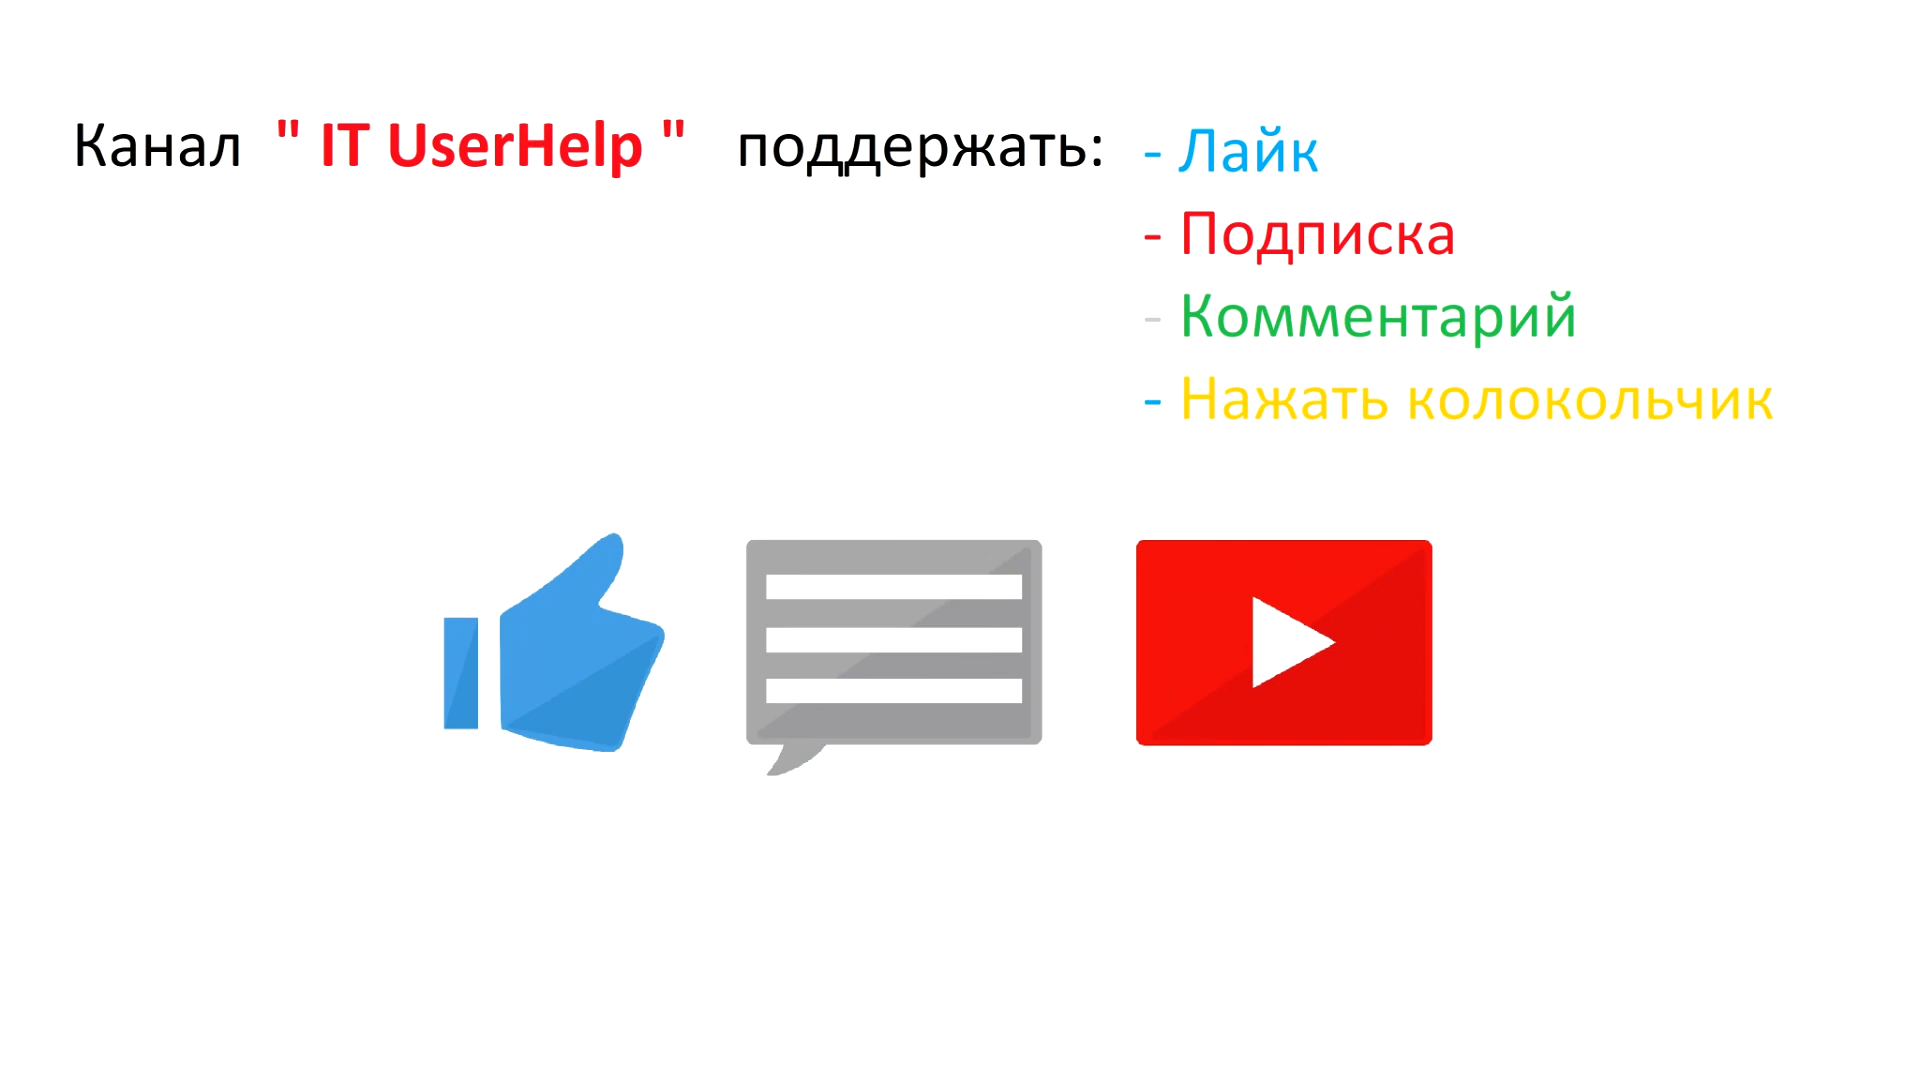 Канал " IT UserHelp " поддержать: - Лайк
- Подписка
- Комментарий
- Нажать колокольчик